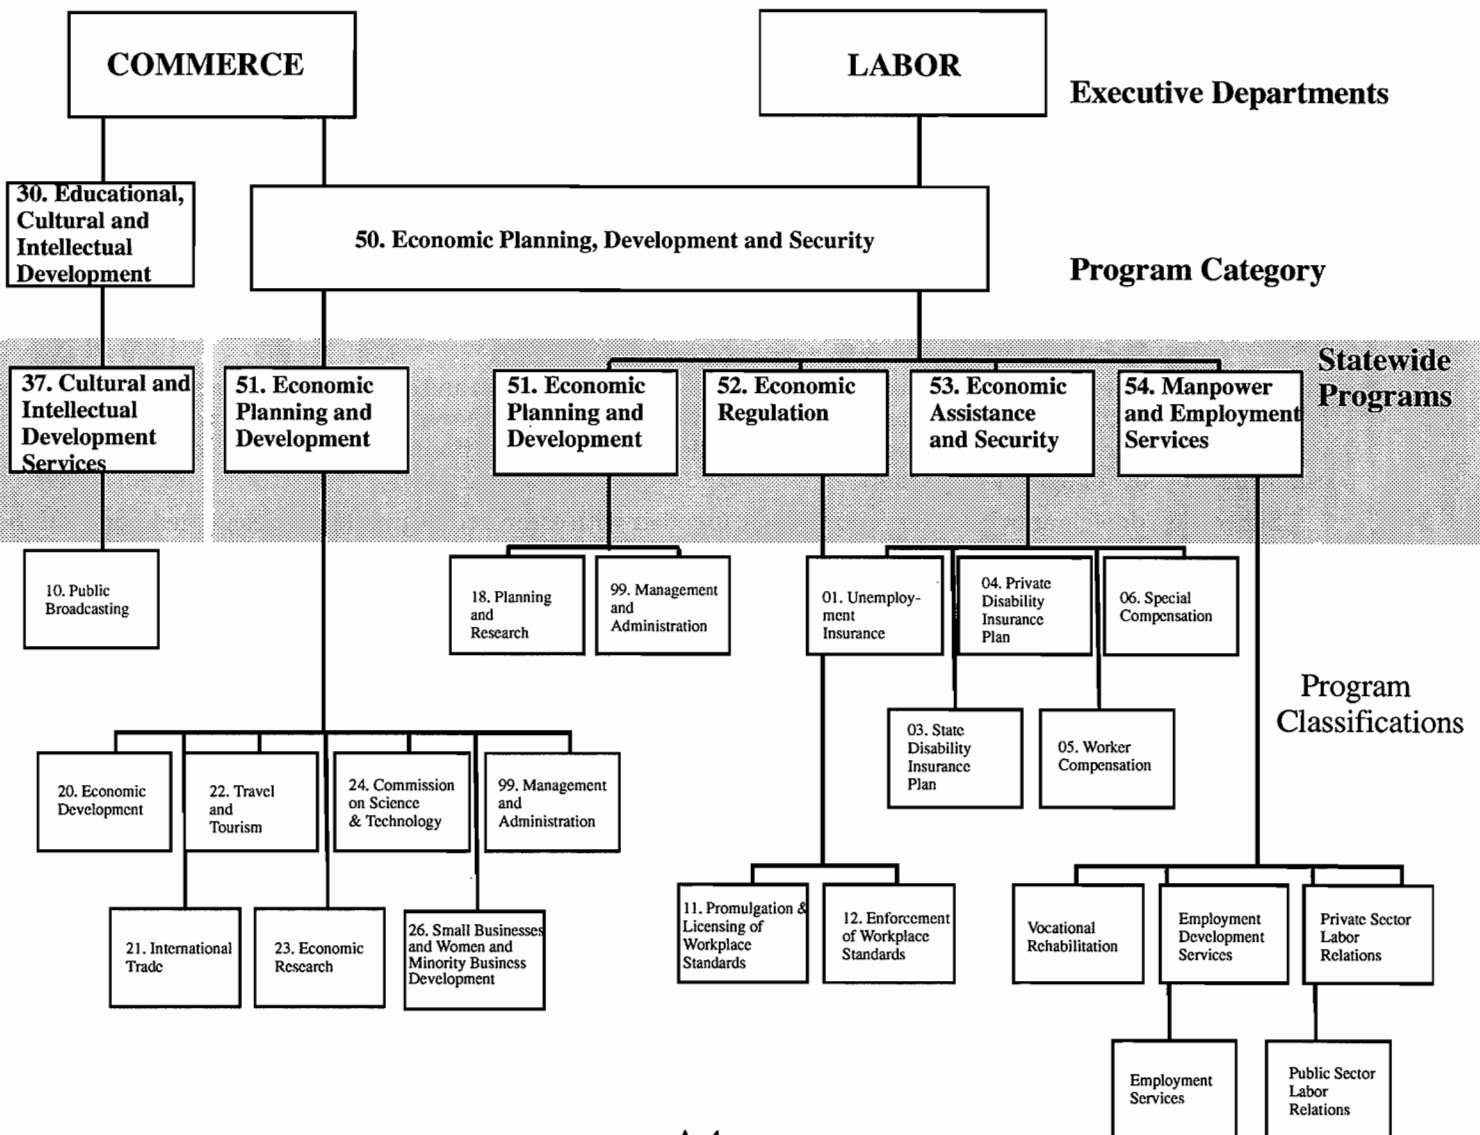 COMMERCE
LABOR
Executive Departments
30. Educational,
Cultural and
Intellectual
Development
50. Economic Planning, Development and Security
Program Category
Statewide
Programs
37. Cultural and
Intellectual
Development
Services
51. Economic
Planning and
Development
51. Economic
Planning and
Development
52. Economic
Regulation
53. Economic
Assistance
and Security
54. Manpower
and Employment
Services
10. Public
Broadcasting
18. Planning
and
Research
99. Management
and
Administration
01. Unemploy-
ment
Insurance
04. Private
Disability
Insurance
Plan
06. Special
Compensation
Program
Classifications
03. State
Disability
Insurance
Plan
05. Worker
Compensation
20. Economic
Development
22. Travel
and
Tourism
24. Commission
on Science
& Technology
99. Management
and
Administration
21. International
Trade
23. Economic
Research
26. Small Businesses
and Women and
Minority Business
Development
11. Promulgation &
Licensing of
Workplace
Standards
12. Enforcement
of Workplace
Standards
Vocational
Rehabilitation
Employment
Development
Services
Private Sector
Labor
Relations
Employment
Services
Public Sector
Labor
Relations